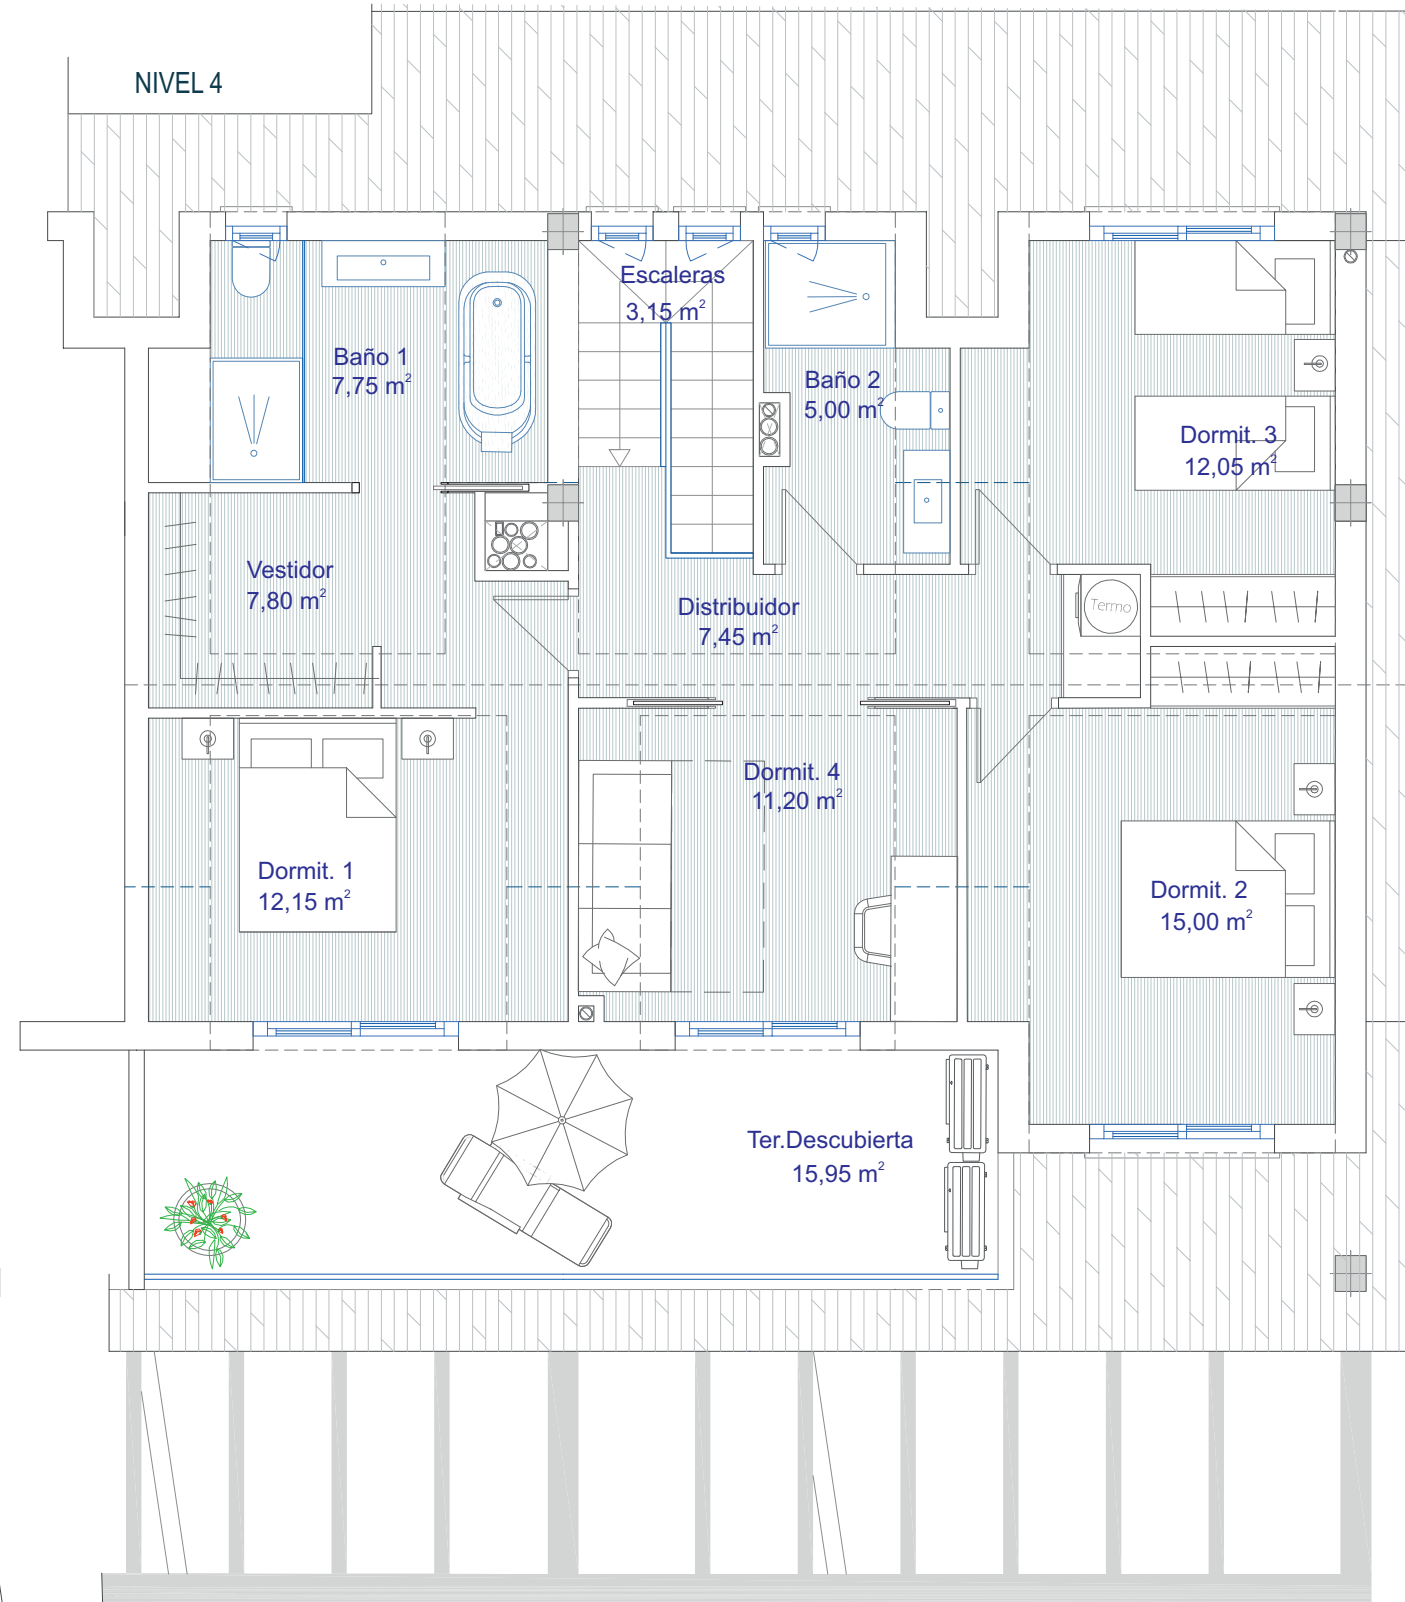 NIVEL 4
Escaleras
3,15 m²
Baño 1
7,75 m²
Baño 2
5,00 m²
Dormit. 3
12,05 m²
Vestidor
7,80 m²
Distribuidor
7,45 m²
Termo
Dormit. 4
11,20 m²
Dormit. 1
12,15 m²
Dormit. 2
15,00 m²
Ter.Descubierta
15,95 m²